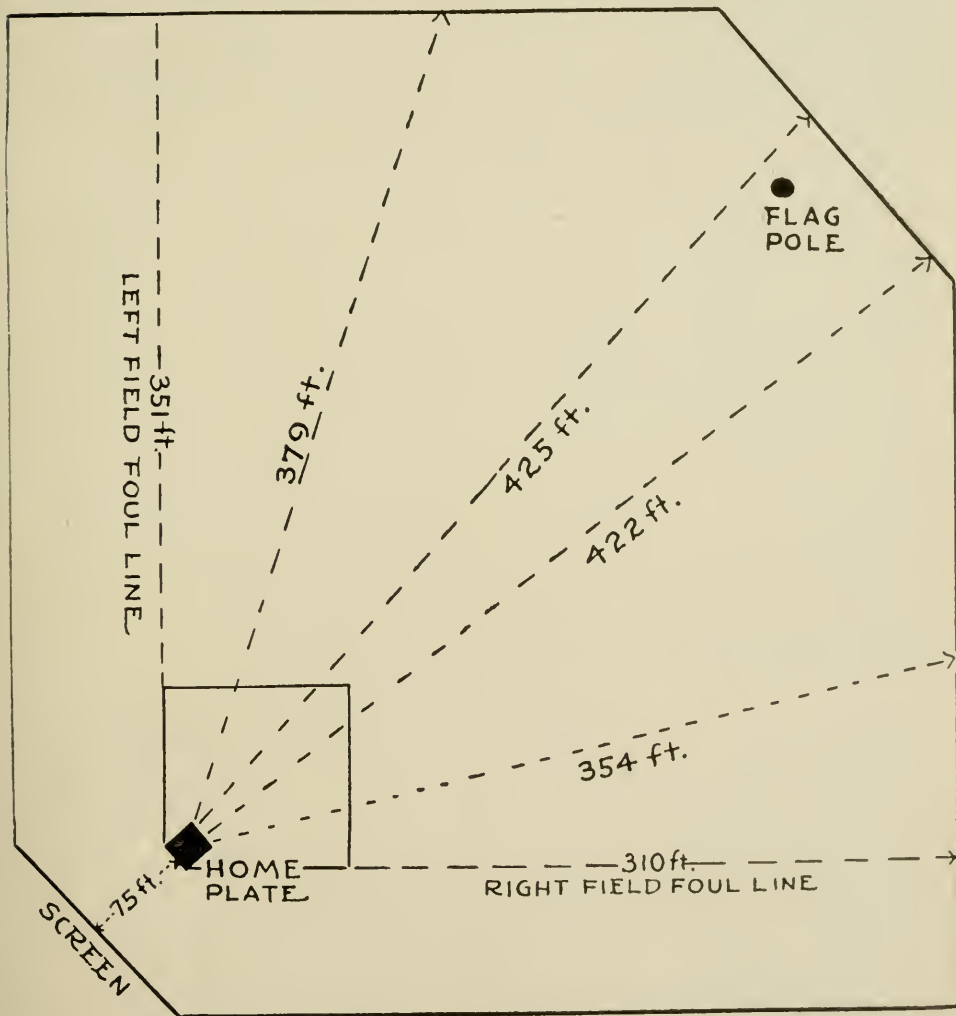 FLAG
POLE
LEFT FIELD FOUL LINE
351 ft.
379 ft.
425 ft.
422 ft.
354 ft.
HOME
PLATE
310 ft.
RIGHT FIELD FOUL LINE
75 ft.
SCREEN